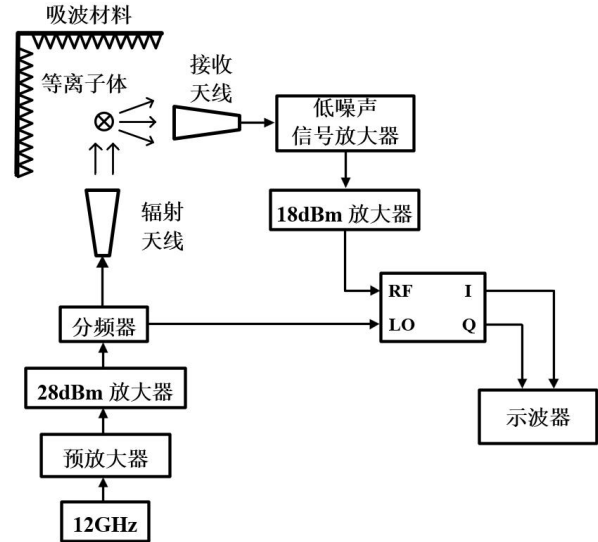 吸波材料
等离子体
接收
天线
低噪声
信号放大器
18dBm 放大器
辐射
天线
RF I
LO Q
分频器
28dBm 放大器
示波器
预放大器
12GHz